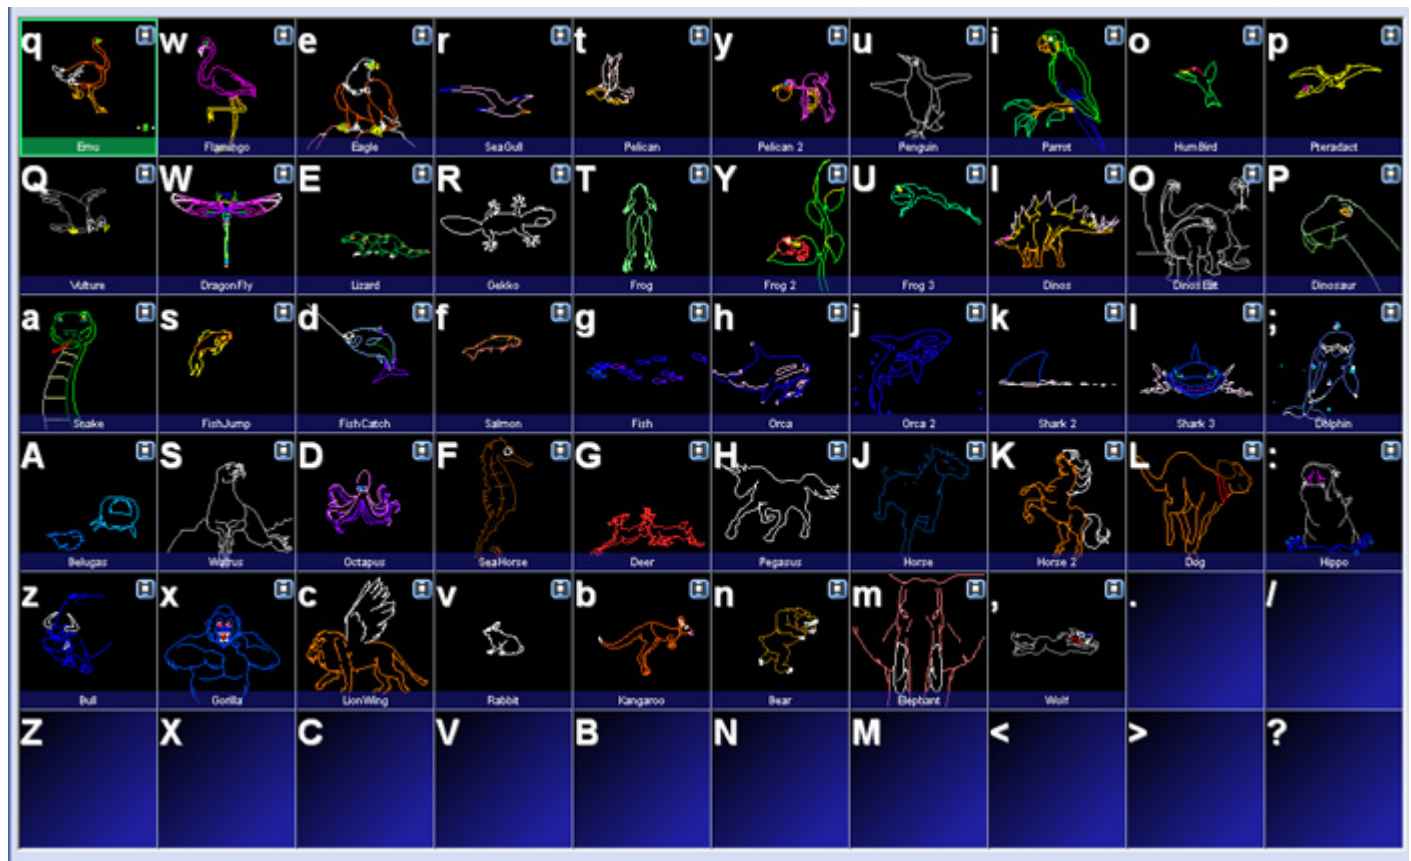 q w e r t y u i o p
Emu Flamingo Eagle SeaGull Pelican Pelican 2 Penguin Parrot HumBird Pteradact
Q W E R T Y U I O P
Vulture DragonFly Lizard Gekko Frog Frog 2 Frog 3 Dinos Dinos Eat Dinosaur
a s d f g h j k l ;
Snake FishJump FishCatch Salmon Fish Orca Orca 2 Shark 2 Shark 3 Dolphin
A S D F G H J K L :
Belugas Walrus Octapus SeaHorse Deer Pegasus Horse Horse 2 Dog Hippo
z x c v b n m , . /
Bull Gorilla LionWing Rabbit Kangaroo Bear Elephant Wolf
Z X C V B N M < > ?